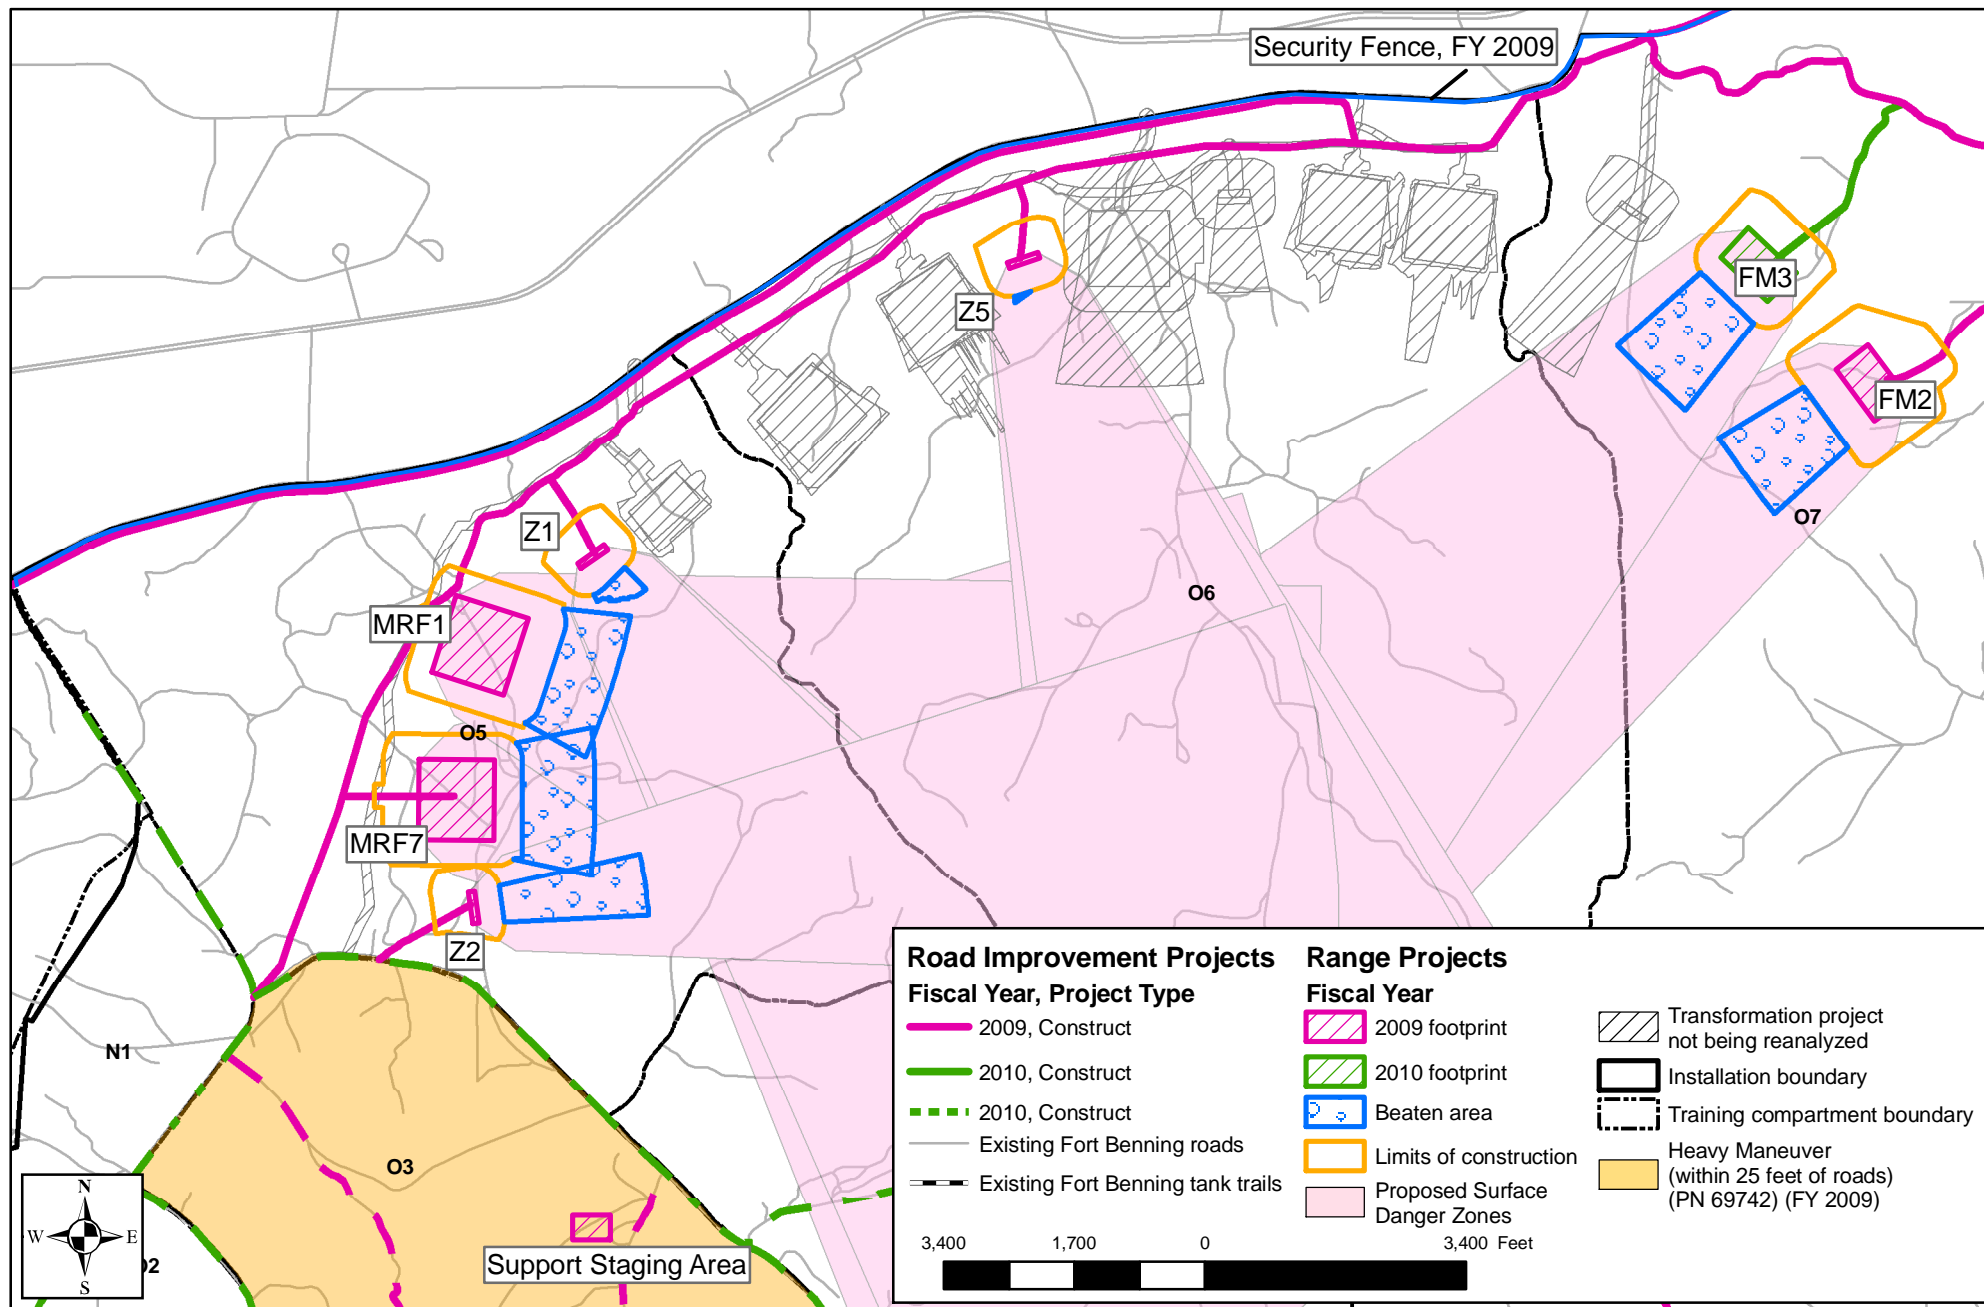 Security Fence, FY 2009
FM3
Z5
FM2
O7
Z1
O6
MRF1
O5
MRF7
Z2
N1
O3
Support Staging Area
N
W E
S
Road Improvement Projects
Fiscal Year, Project Type
2009, Construct
2010, Construct
2010, Construct
Existing Fort Benning roads
Existing Fort Benning tank trails
Range Projects
Fiscal Year
2009 footprint
2010 footprint
Beaten area
Limits of construction
Proposed Surface
Danger Zones
Transformation project
not being reanalyzed
Installation boundary
Training compartment boundary
Heavy Maneuver
(within 25 feet of roads)
(PN 69742) (FY 2009)
3,400 1,700 0 3,400 Feet